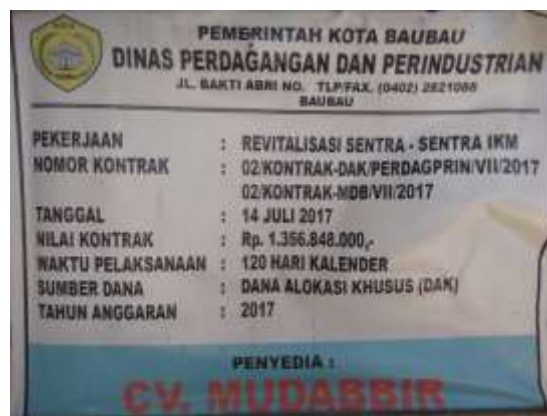 PEMERINTAH KOTA BAUBAU
DINAS PERDAGANGAN DAN PERINDUSTRIAN
JL. BAKTI ABRI NO. TLP/FAX. (0402) 2821088
BAUBAU
PEKERJAAN : REVITALISASI SENTRA - SENTRA IKM
NOMOR KONTRAK : 02/KONTRAK-DAK/PERDAGPRIN/VII/2017
02/KONTRAK-MDB/VII/2017
TANGGAL : 14 JULI 2017
NILAI KONTRAK : Rp. 1.356.848.000,-
WAKTU PELAKSANAAN : 120 HARI KALENDER
SUMBER DANA : DANA ALOKASI KHUSUS (DAK)
TAHUN ANGGARAN : 2017
PENYEDIA :
CV. MUDASSIR